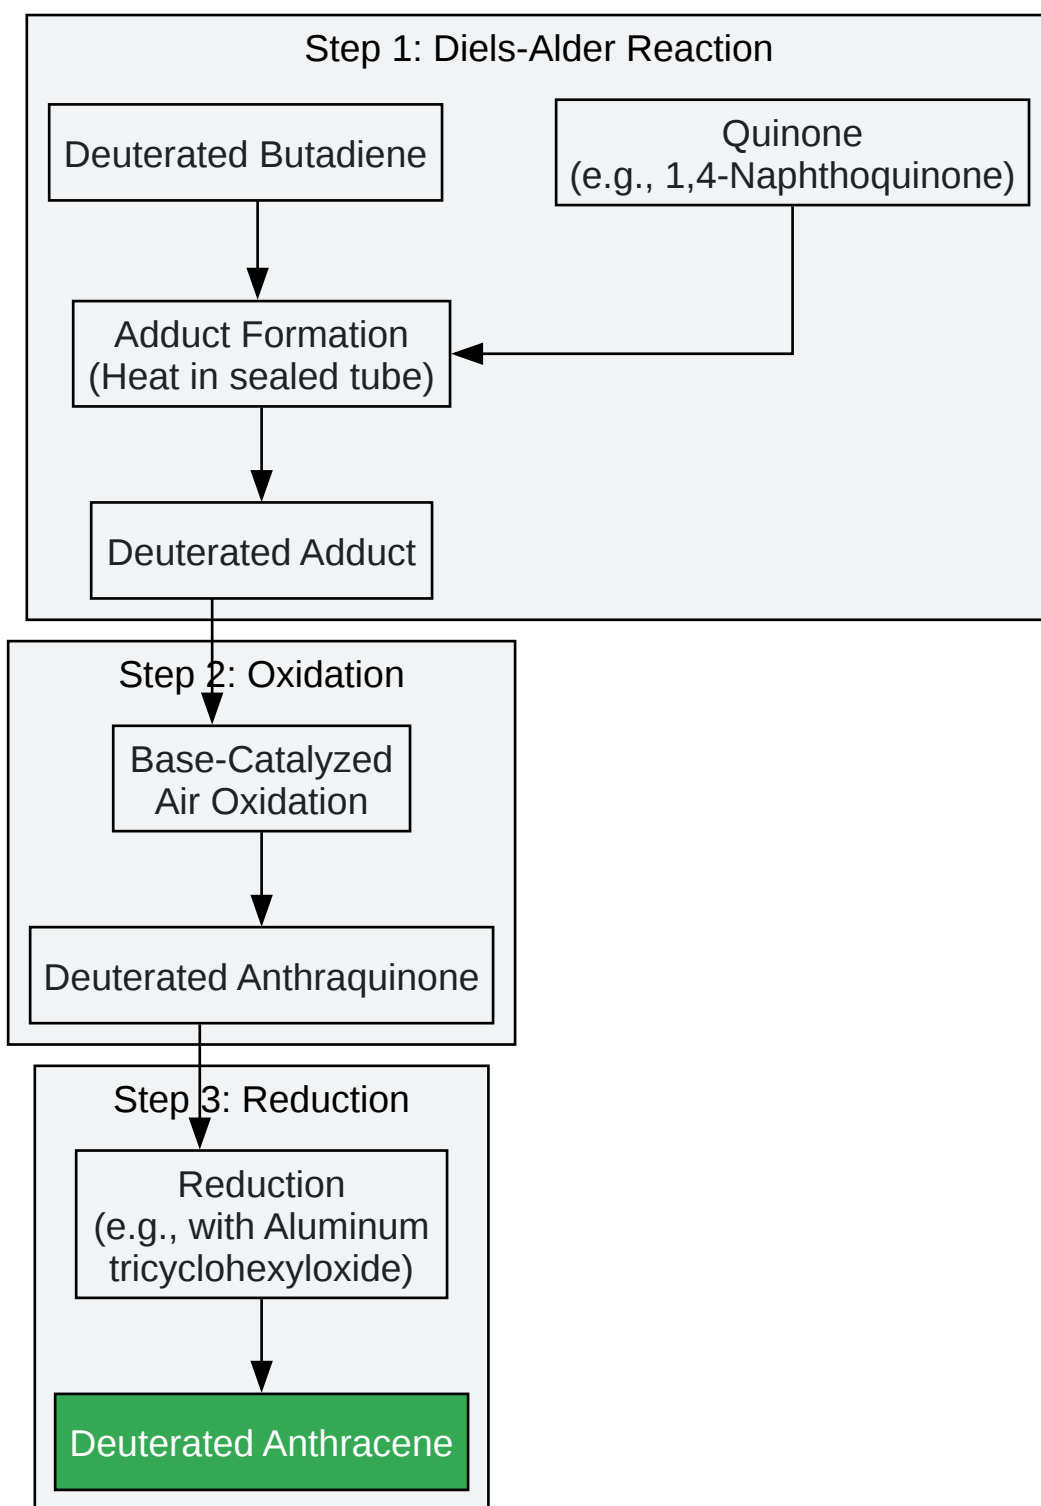 Step 1: Diels-Alder Reaction
Deuterated Butadiene
Quinone
(e.g., 1,4-Naphthoquinone)
Adduct Formation
(Heat in sealed tube)
Deuterated Adduct
Step 2: Oxidation
Base-Catalyzed
Air Oxidation
Deuterated Anthraquinone
Step 3: Reduction
Reduction
(e.g., with Aluminum
tricyclohexyloxide)
Deuterated Anthracene